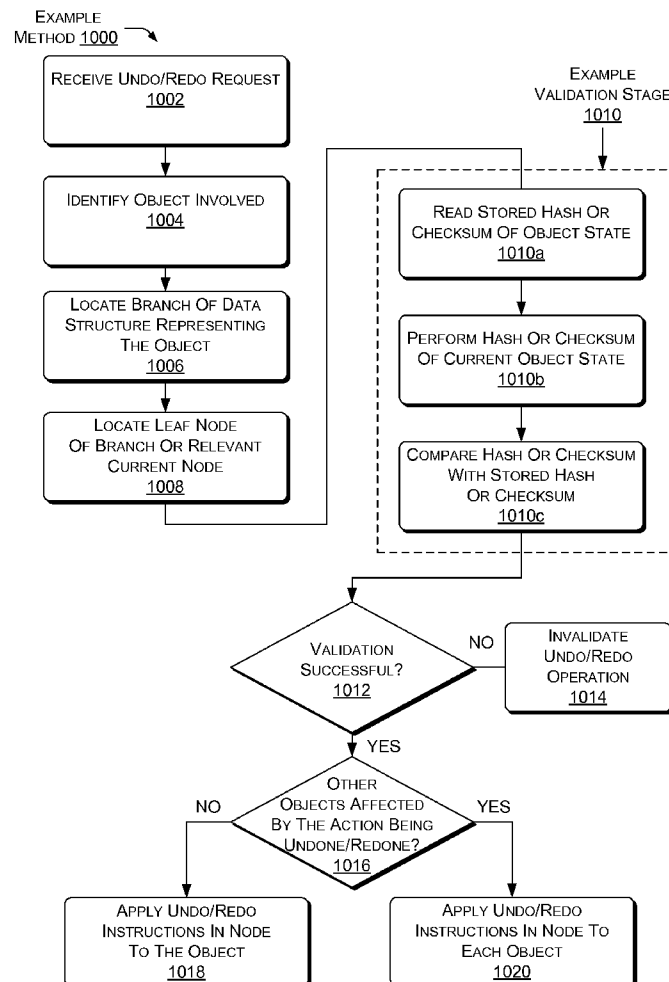 EXAMPLE
METHOD 1000
RECEIVE UNDO/REDO REQUEST
1002
IDENTIFY OBJECT INVOLVED
1004
LOCATE BRANCH OF DATA
STRUCTURE REPRESENTING
THE OBJECT
1006
LOCATE LEAF NODE
OF BRANCH OR RELEVANT
CURRENT NODE
1008
EXAMPLE
VALIDATION STAGE
1010
READ STORED HASH OR
CHECKSUM OF OBJECT STATE
1010a
PERFORM HASH OR CHECKSUM
OF CURRENT OBJECT STATE
1010b
COMPARE HASH OR CHECKSUM
WITH STORED HASH
OR CHECKSUM
1010c
VALIDATION
SUCCESSFUL?
1012
NO
INVALIDATE
UNDO/REDO
OPERATION
1014
YES
OTHER
OBJECTS AFFECTED
BY THE ACTION BEING
UNDONE/REDONE?
1016
NO
YES
APPLY UNDO/REDO
INSTRUCTIONS IN NODE
TO THE OBJECT
1018
APPLY UNDO/REDO
INSTRUCTIONS IN NODE TO
EACH OBJECT
1020